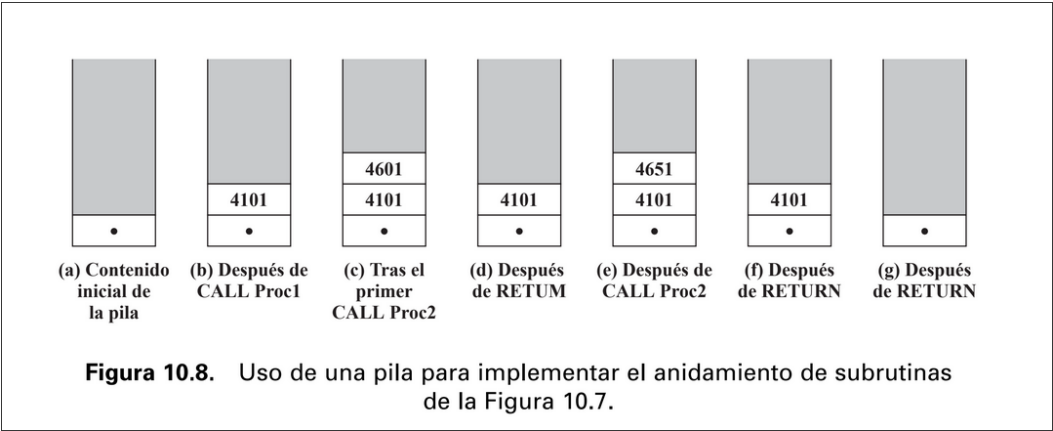 4601
4651
4101
4101
4101
4101
4101
(a) Contenido
inicial de
la pila
(b) Después de
CALL Proc1
(c) Tras el
primer
CALL Proc2
(d) Después
de RETUM
(e) Después de
CALL Proc2
(f) Después
de RETURN
(g) Después
de RETURN
Figura 10.8. Uso de una pila para implementar el anidamiento de subrutinas
de la Figura 10.7.